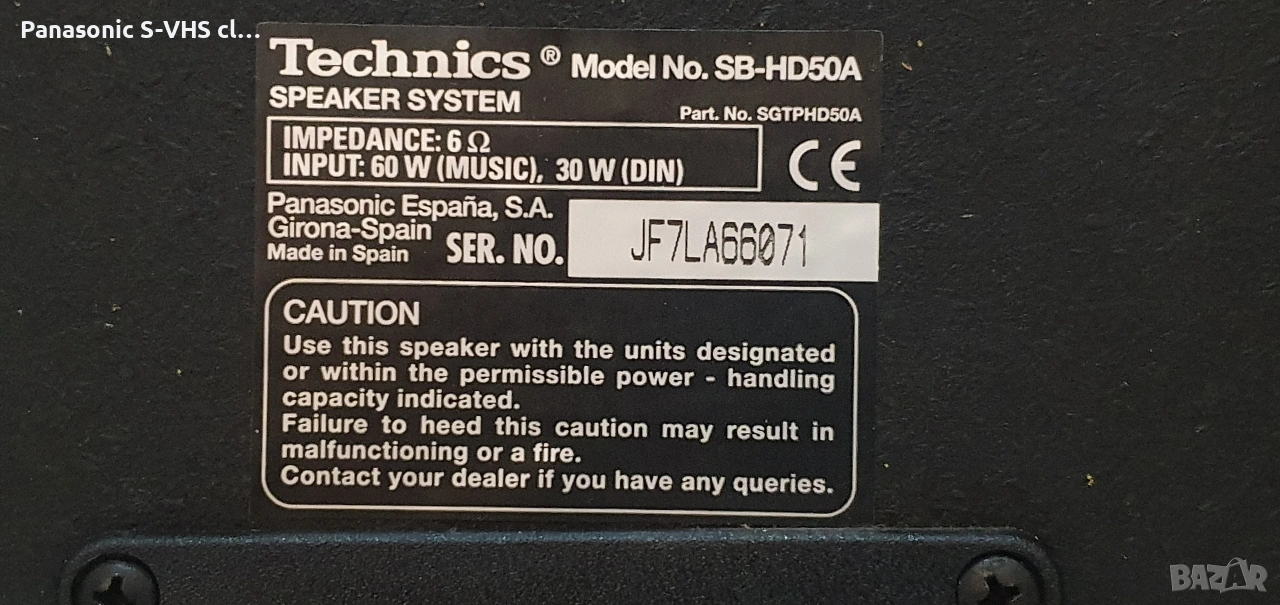 Panasonic S-VHS cl...
Technics® Model No. SB-HD50A
SPEAKER SYSTEM
Part. No. SGTPHD50A
IMPEDANCE: 6 Ω
INPUT: 60 W (MUSIC), 30 W (DIN)
CE
Panasonic España, S.A.
Girona-Spain
Made in Spain
SER. NO. JF7LA66071
CAUTION
Use this speaker with the units designated
or within the permissible power - handling
capacity indicated.
Failure to heed this caution may result in
malfunctioning or a fire.
Contact your dealer if you have any queries.
BAZAR